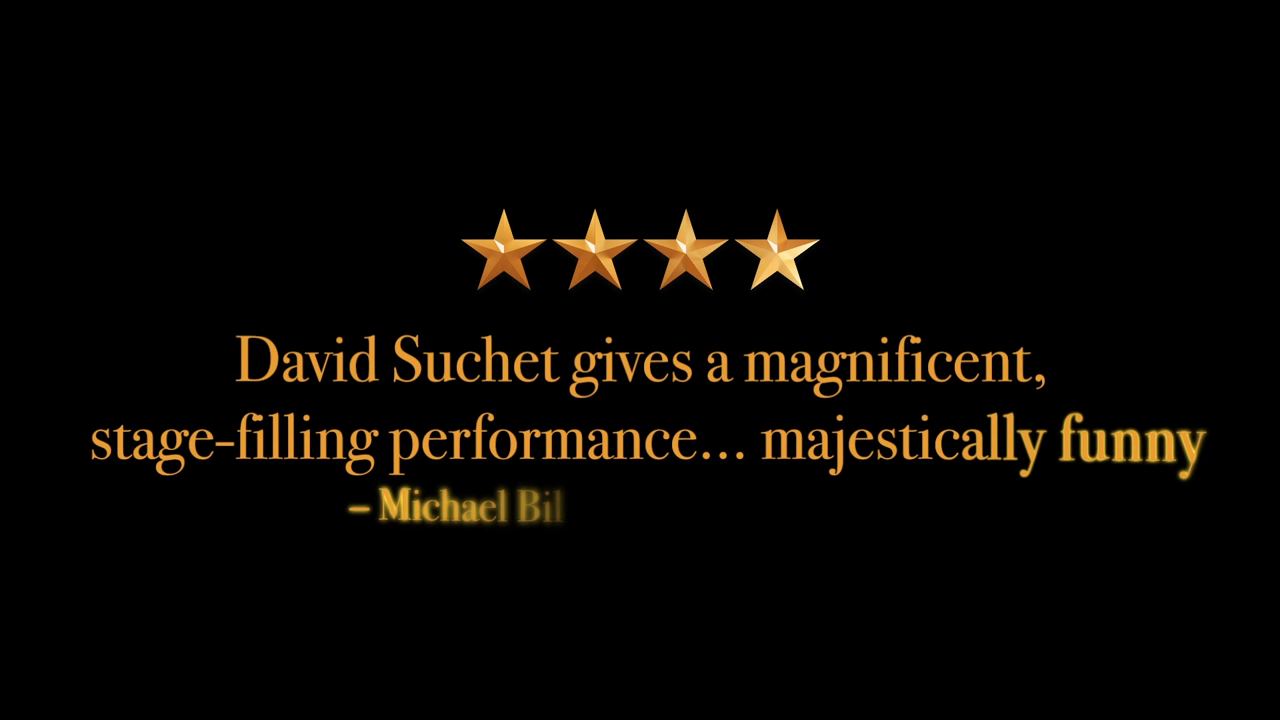 David Suchet gives a magnificent,
stage-filling performance... majestically funny
– Michael Bil